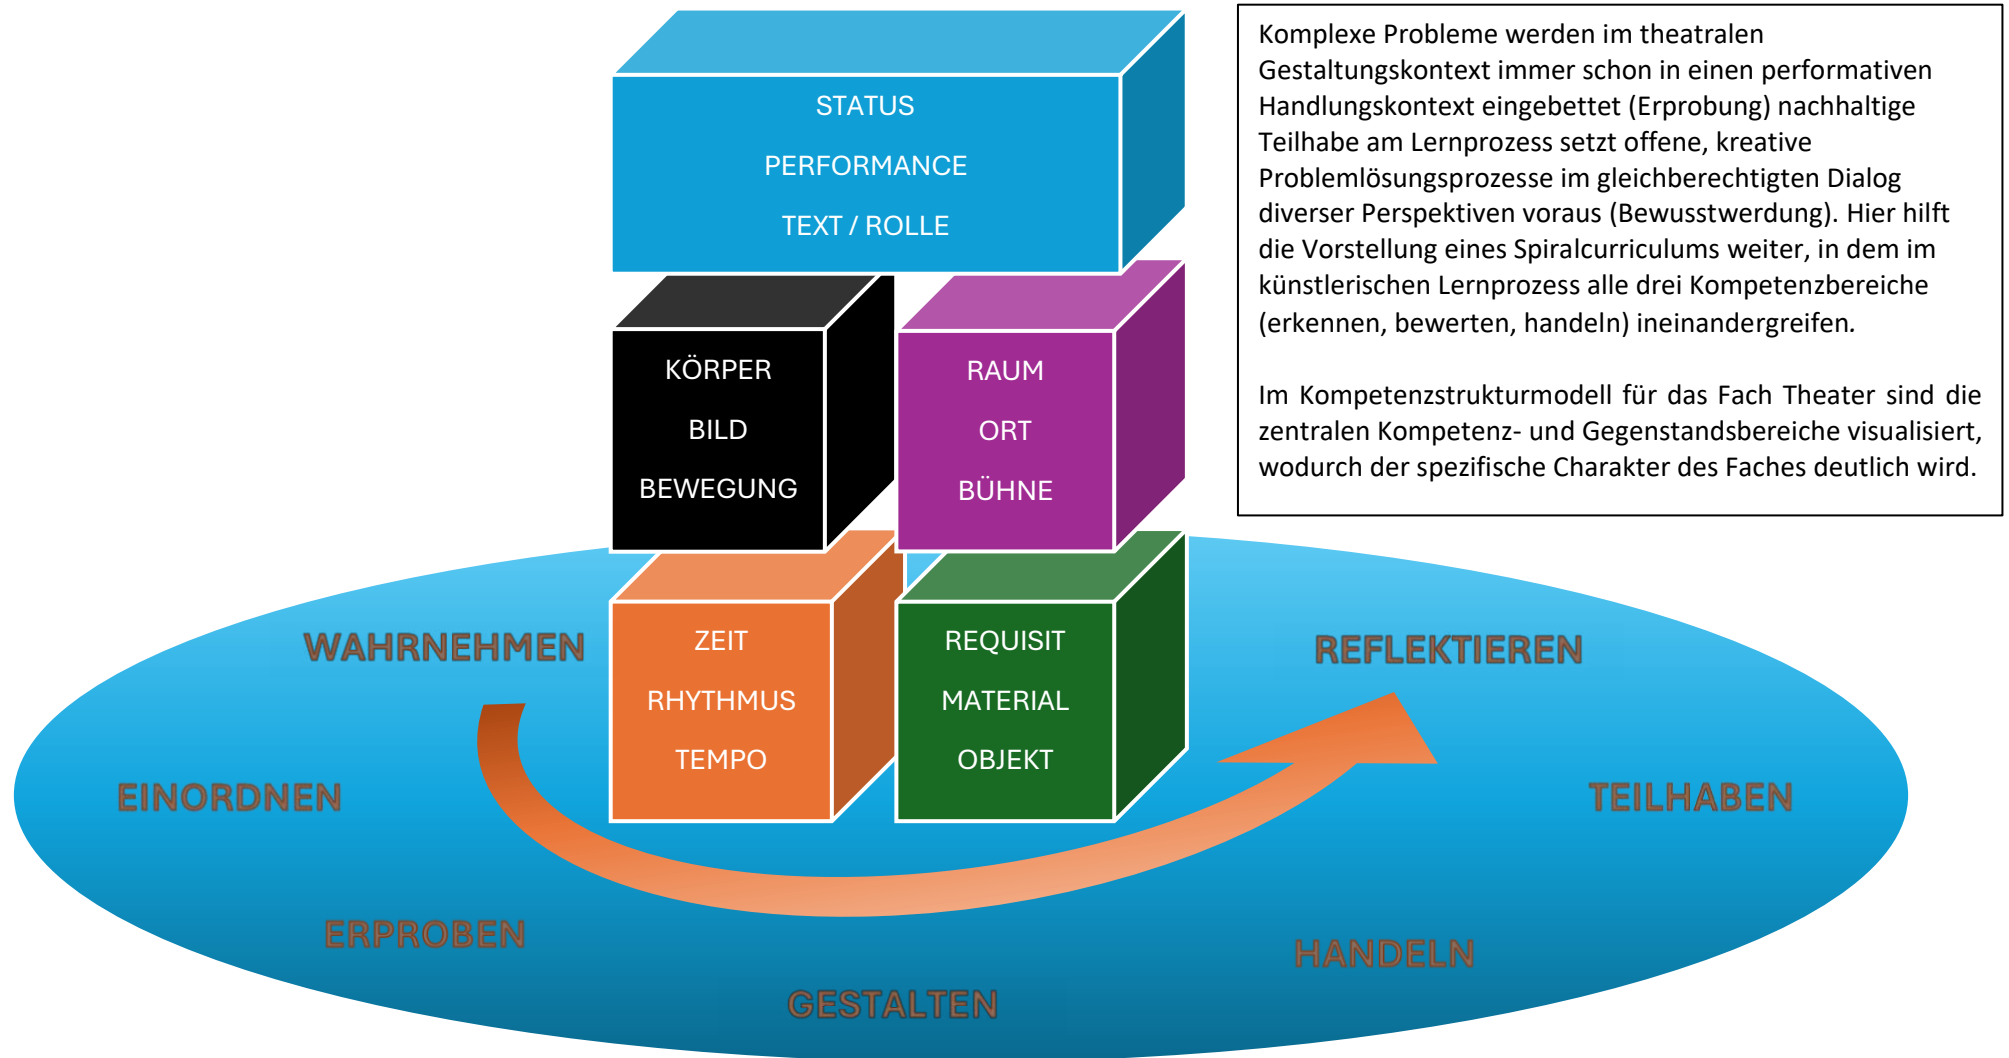 STATUS
PERFORMANCE
TEXT / ROLLE
KÖRPER
BILD
BEWEGUNG
RAUM
ORT
BÜHNE
ZEIT
RHYTHMUS
TEMPO
REQUISIT
MATERIAL
OBJEKT
WAHRNEHMEN
EINORDNEN
ERPROBEN
GESTALTEN
HANDELN
TEILHABEN
REFLEKTIEREN
Komplexe Probleme werden im theatralen
Gestaltungskontext immer schon in einen performativen
Handlungskontext eingebettet (Erprobung) nachhaltige
Teilhabe am Lernprozess setzt offene, kreative
Problemlösungsprozesse im gleichberechtigten Dialog
diverser Perspektiven voraus (Bewusstwerdung). Hier hilft
die Vorstellung eines Spiralcurriculums weiter, in dem im
künstlerischen Lernprozess alle drei Kompetenzbereiche
(erkennen, bewerten, handeln) ineinandergreifen.
Im Kompetenzstrukturmodell für das Fach Theater sind die
zentralen Kompetenz- und Gegenstandsbereiche visualisiert,
wodurch der spezifische Charakter des Faches deutlich wird.